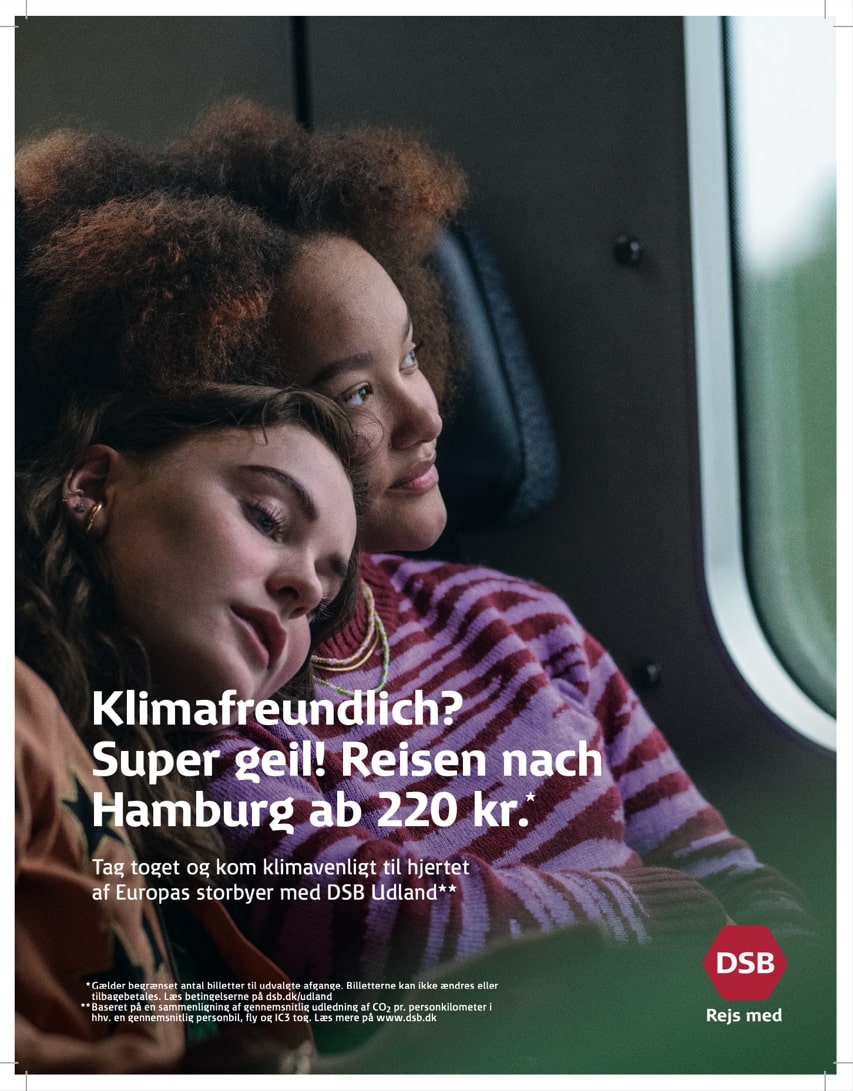 Klimafreundlich?
Super geil! Reisen nach
Hamburg ab 220 kr.*
Tag toget og kom klimavenligt til hjertet
af Europas storbyer med DSB Udland**
* Gælder begrænset antal billetter til udvalgte afgange. Billetterne kan ikke ændres eller
tilbagebetales. Læs betingelserne på dsb.dk/udland
** Baseret på en sammenligning af gennemsnitlig udledning af CO₂ pr. personkilometer i
hhv. en gennemsnitlig personbil, fly og IC3 tog. Læs mere på www.dsb.dk
DSB
Rejs med